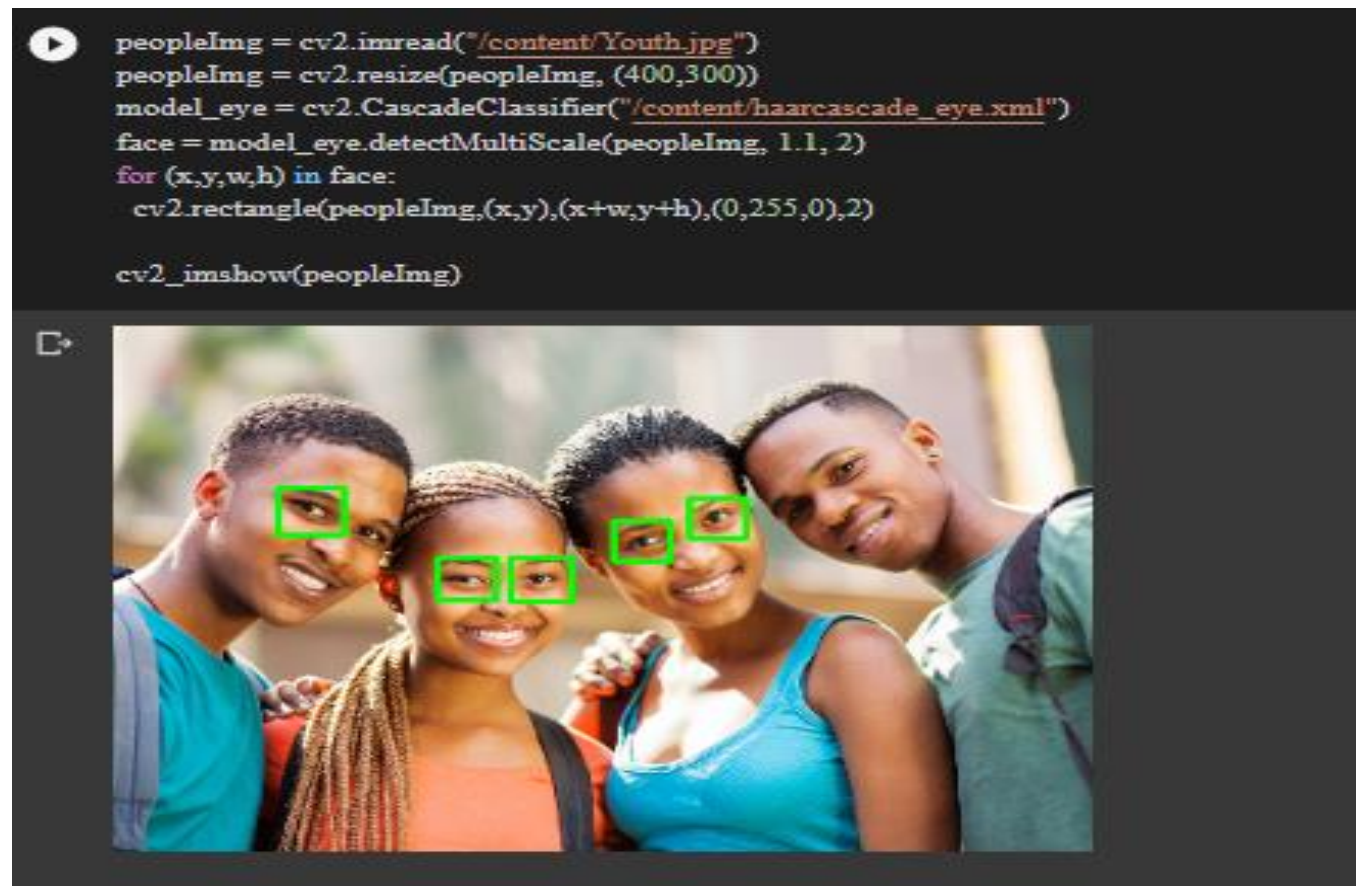 peopleImg = cv2.imread("/content/Youth.jpg")
peopleImg = cv2.resize(peopleImg, (400,300))
model_eye = cv2.CascadeClassifier("/content/haarcascade_eye.xml")
face = model_eye.detectMultiScale(peopleImg, 1.1, 2)
for (x,y,w,h) in face:
  cv2.rectangle(peopleImg,(x,y),(x+w,y+h),(0,255,0),2)
cv2_imshow(peopleImg)